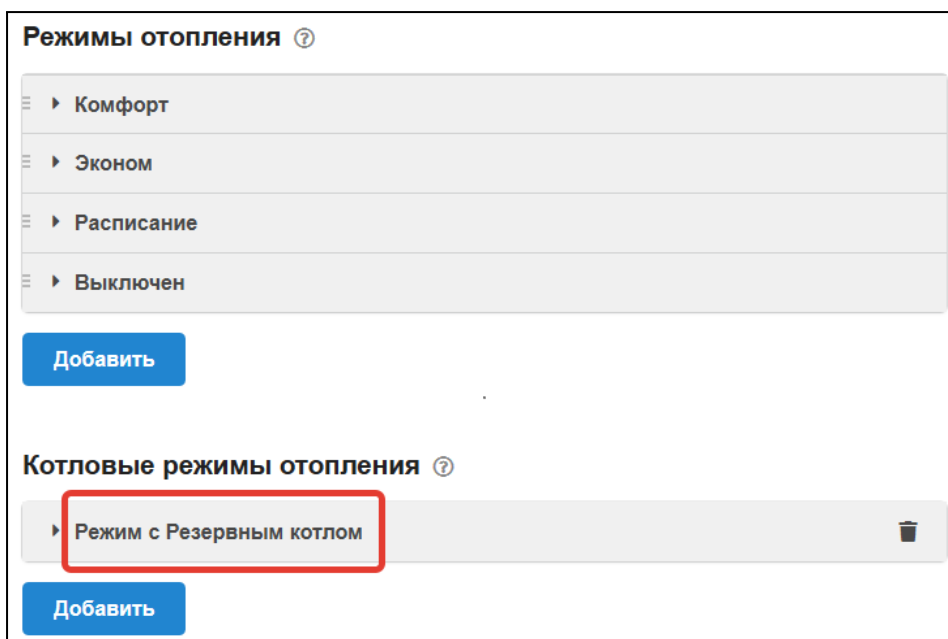 Режимы отопления ?
Комфорт
Эконом
Расписание
Выключен
Добавить
Котловые режимы отопления ?
Режим с Резервным котлом
Добавить